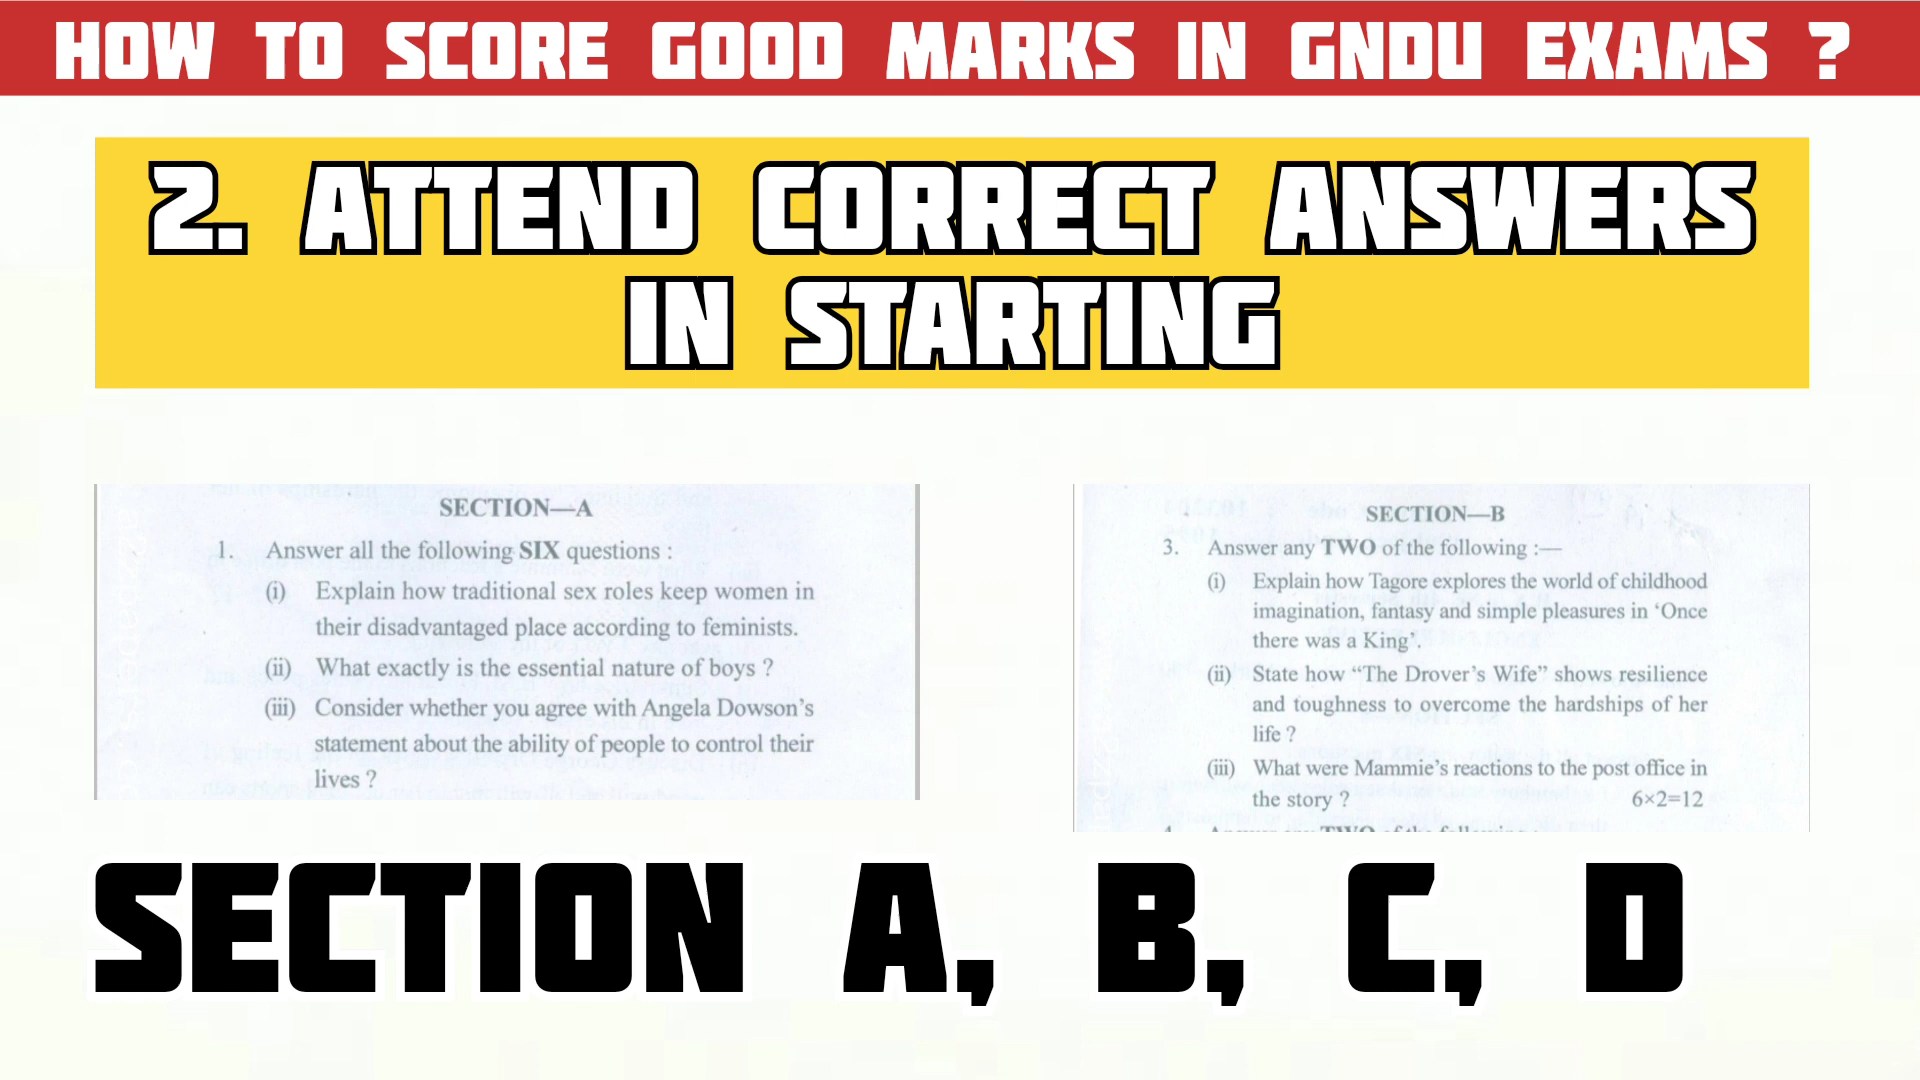 HOW TO SCORE GOOD MARKS IN GNDU EXAMS ?
2. ATTEND CORRECT ANSWERS
IN STARTING
SECTION—A
1. Answer all the following SIX questions :
(i) Explain how traditional sex roles keep women in
their disadvantaged place according to feminists.
(ii) What exactly is the essential nature of boys ?
(iii) Consider whether you agree with Angela Dowson's
statement about the ability of people to control their
lives ?
SECTION—B
3. Answer any TWO of the following :—
(i) Explain how Tagore explores the world of childhood
imagination, fantasy and simple pleasures in 'Once
there was a King'.
(ii) State how "The Drover's Wife" shows resilience
and toughness to overcome the hardships of her
life ?
(iii) What were Mammie's reactions to the post office in
the story ? 6×2=12
SECTION A, B, C, D